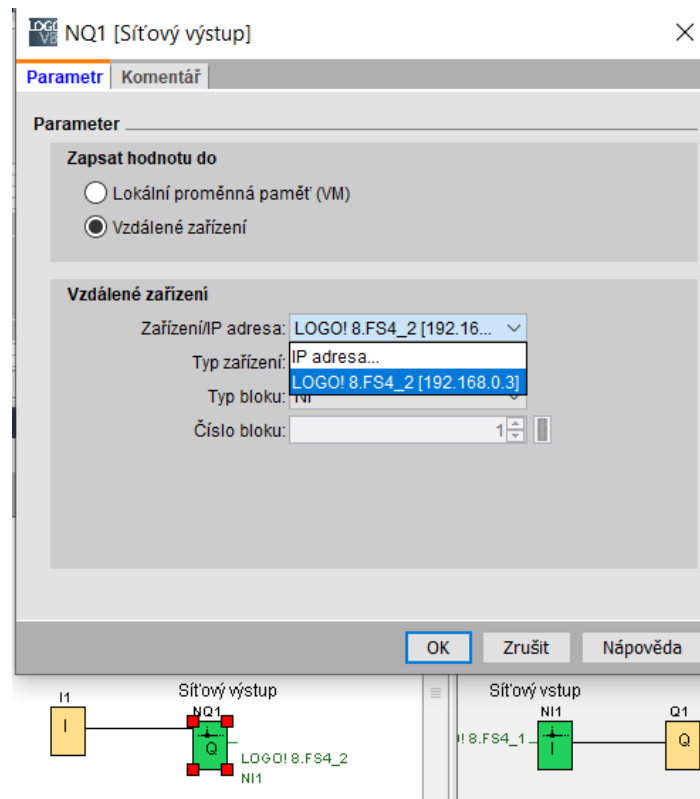 LOGO! V8 NQ1 [Síťový výstup]
Parametr Komentář
Parameter
Zapsat hodnotu do
Lokální proměnná paměť (VM)
Vzdálené zařízení
Vzdálené zařízení
Zařízení/IP adresa: LOGO! 8.FS4_2 [192.16...
IP adresa...
Typ zařízení:
LOGO! 8.FS4_2 [192.168.0.3]
Typ bloku: NI
Číslo bloku: 1
OK Zrušit Nápověda
I1
I
Síťový výstup
NQ1
Q
LOGO! 8.FS4_2
NI1
Síťový vstup
NI1
! 8.FS4_1
I
Q1
Q